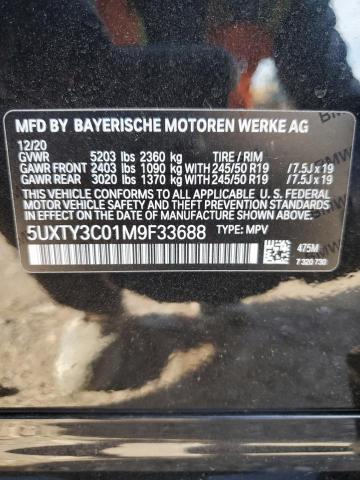 MFD BY BAYERISCHE MOTOREN WERKE AG
12/20
GVWR 5203 lbs 2360 kg TIRE / RIM
GAWR FRONT 2403 lbs 1090 kg WITH 245/50 R19 /7.5J x 19
GAWR REAR 3020 lbs 1370 kg WITH 245/50 R19 /7.5J x 19
THIS VEHICLE CONFORMS TO ALL APPLICABLE U.S. FEDERAL
MOTOR VEHICLE SAFETY AND THEFT PREVENTION STANDARDS
IN EFFECT ON THE DATE OF MANUFACTURE SHOWN ABOVE.
5UXTY3C01M9F33688 TYPE: MPV
475M
7 320 730